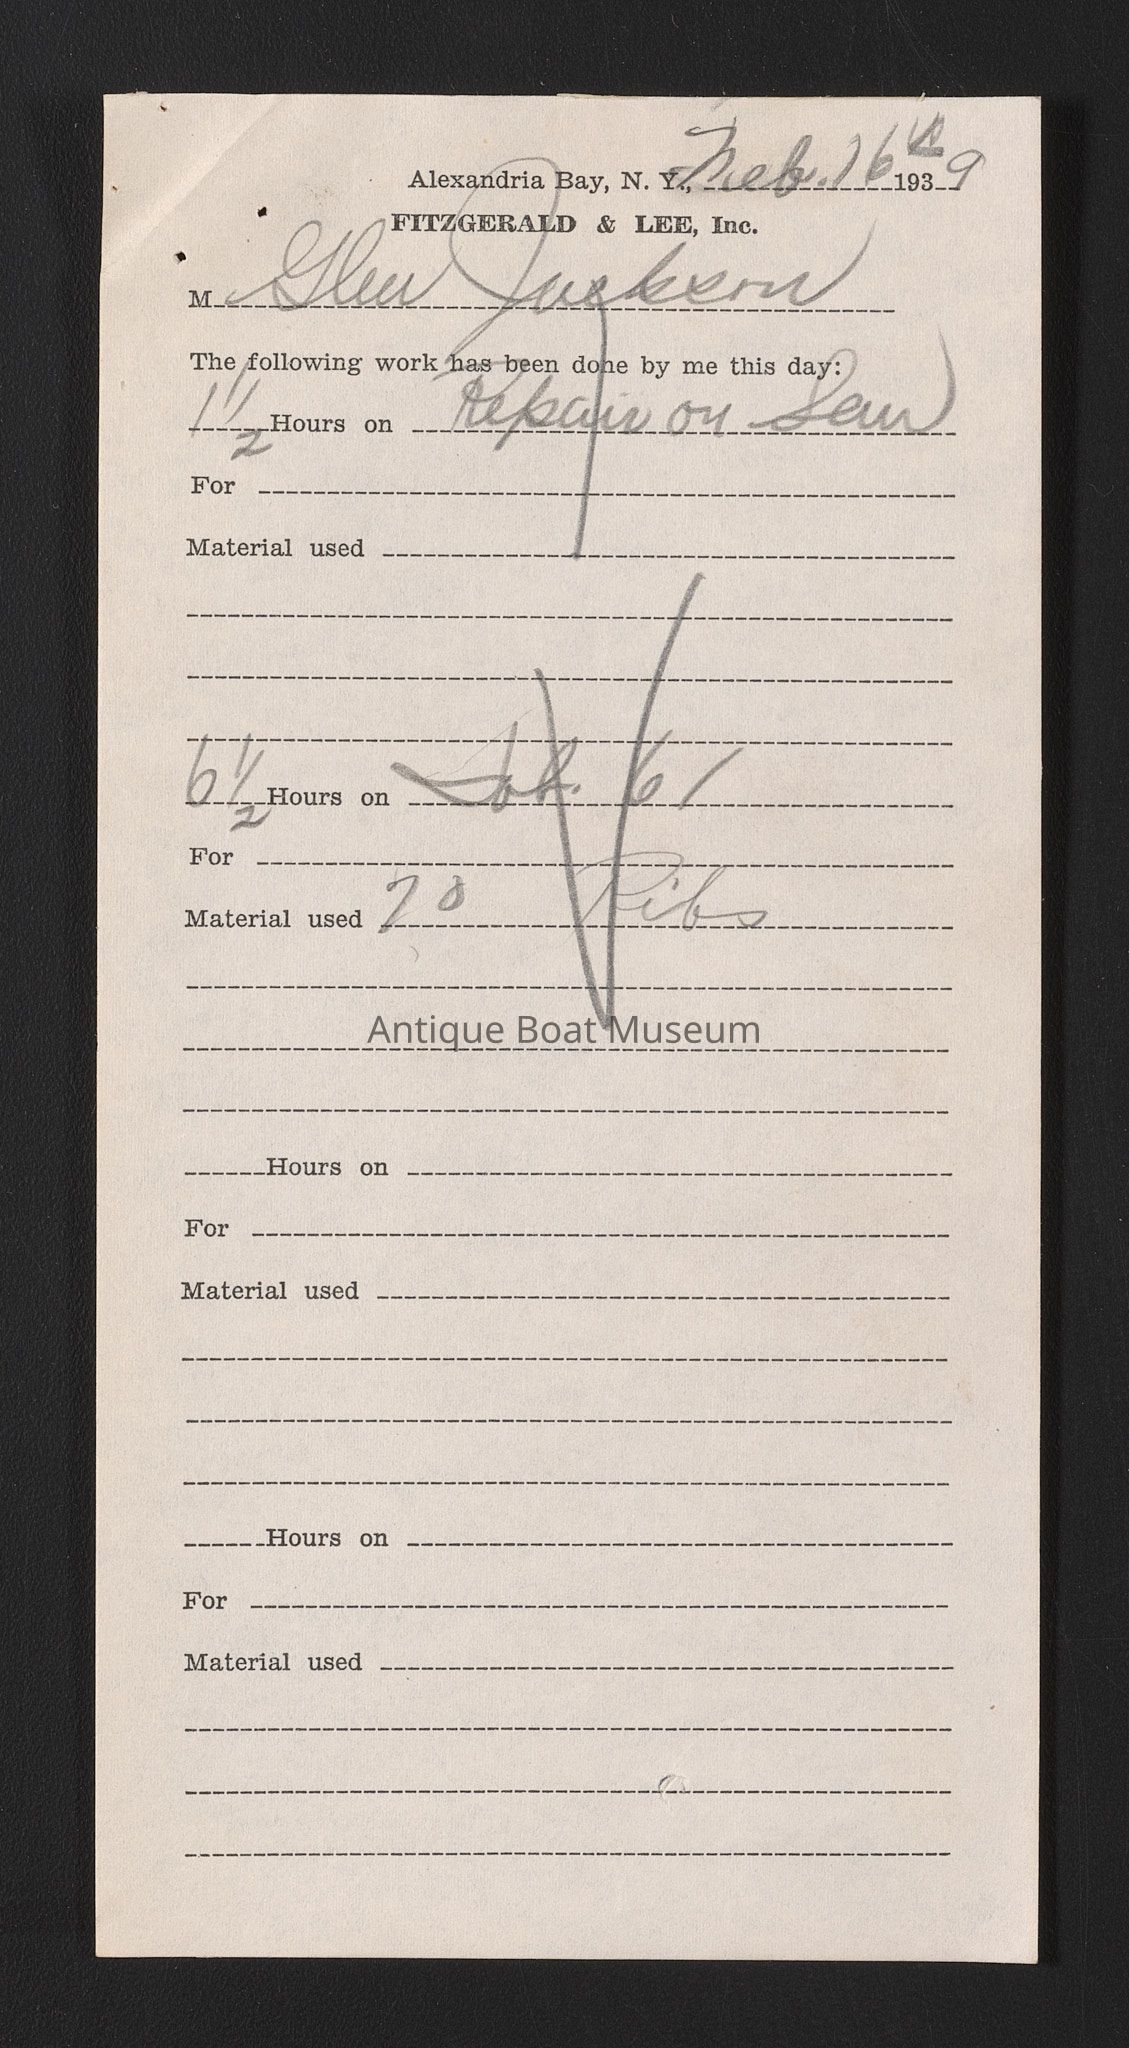 Alexandria Bay, N. Y., Feb. 16th 1939
FITZGERALD & LEE, Inc.
M Glen Jackson
The following work has been done by me this day:
1 1/2 Hours on Repair on Saw
For
Material used
6 1/2 Hours on Job. 61
For
Material used 20 Ribs
Antique Boat Museum
Hours on
For
Material used
Hours on
For
Material used